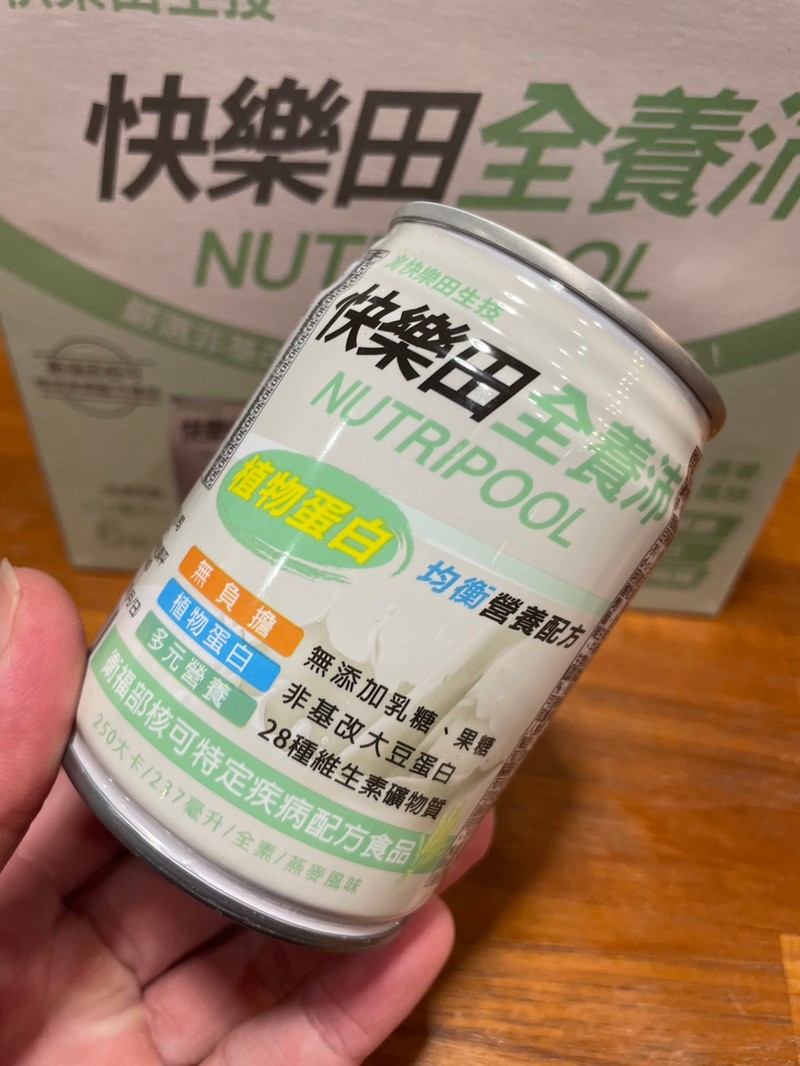 快樂田生技
快樂田全養沛
NUTRIPOOL
爽快樂田生技
快樂田全養沛
NUTRIPOOL
植物蛋白
均衡營養配方
無負擔
無添加乳糖、果糖
植物蛋白
非基改大豆蛋白
多元營養
28種維生素礦物質
衛福部核可特定疾病配方食品
250大卡/237毫升/全素/燕麥風味